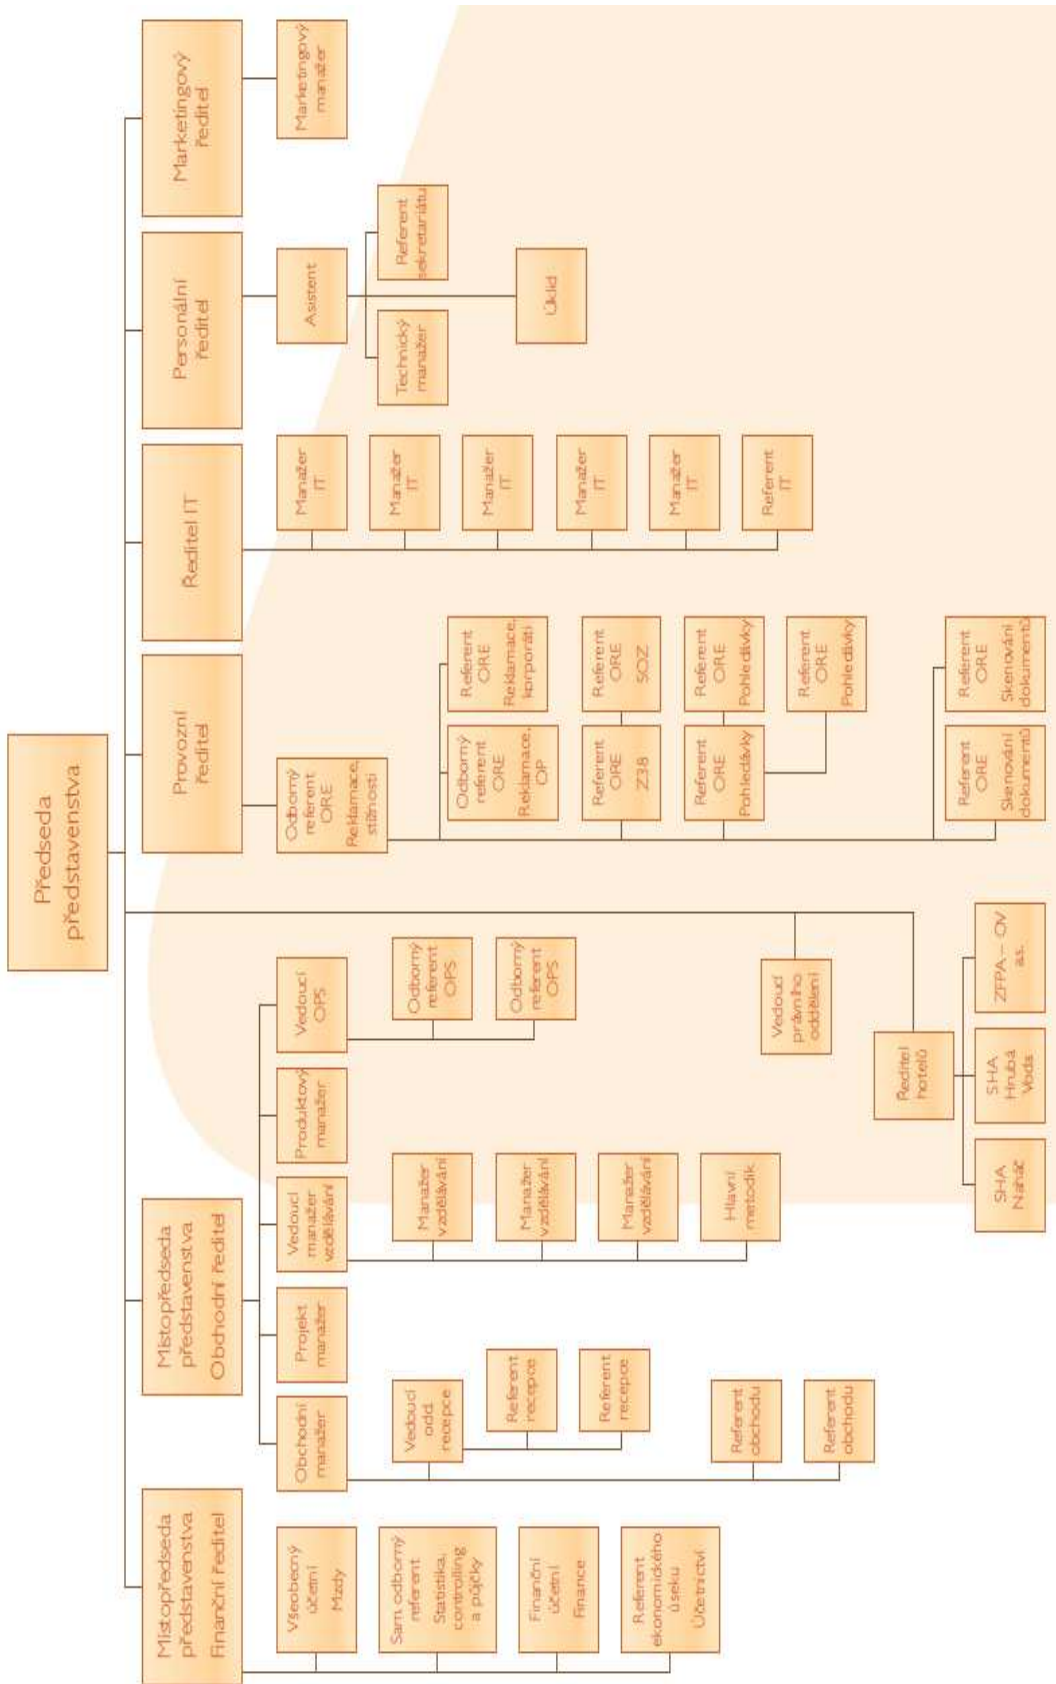 Předseda
představenstva
Místopředseda
představenstva
Finanční ředitel
Místopředseda
představenstva
Obchodní ředitel
Provozní
ředitel
Ředitel IT
Personální
ředitel
Marketingový
ředitel
Všeobecný
účetní
Mzdy
Sam. odborný
referent
Statistika,
controlling
a půjčky
Finanční
účetní
Finance
Referent
ekonomického
úseku
Účetnictví
Obchodní
manažer
Projekt
manažer
Vedoucí
manažer
vzdělávání
Produktový
manažer
Vedoucí
OPS
Vedoucí
odd.
recepce
Referent
recepce
Referent
recepce
Referent
obchodu
Referent
obchodu
Manažer
vzdělávání
Manažer
vzdělávání
Manažer
vzdělávání
Hlavní
metodik
Odborný
referent
OPS
Odborný
referent
OPS
Vedoucí
právního
oddělení
Ředitel
hotelů
SHA
Naháč
SHA
Hrubá
Voda
ZFPA – OV
a.s.
Odborný
referent
ORE
Reklamace,
stížnosti
Odborný
referent
ORE
Reklamace,
OP
Referent
ORE
Reklamace,
korporáti
Referent
ORE
Z38
Referent
ORE
SOZ
Referent
ORE
Pohledávky
Referent
ORE
Pohledávky
Referent
ORE
Pohledávky
Referent
ORE
Skenování
dokumentů
Referent
ORE
Skenování
dokumentů
Manažer
IT
Manažer
IT
Manažer
IT
Manažer
IT
Manažer
IT
Referent
IT
Asistent
Technický
manažer
Referent
sekretariátu
Úklid
Marketingový
manažer